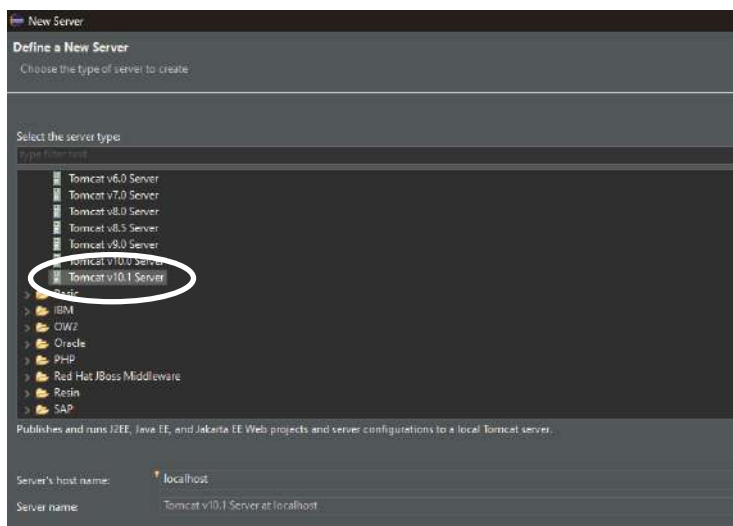 New Server
Define a New Server
Choose the type of server to create
Select the server type:
type filter text
Tomcat v6.0 Server
Tomcat v7.0 Server
Tomcat v8.0 Server
Tomcat v8.5 Server
Tomcat v9.0 Server
Tomcat v10.0 Server
Tomcat v10.1 Server
Basic
IBM
OW2
Oracle
PHP
Red Hat JBoss Middleware
Resin
SAP
Publishes and runs J2EE, Java EE, and Jakarta EE Web projects and server configurations to a local Tomcat server.
Server's host name: localhost
Server name: Tomcat v10.1 Server at localhost